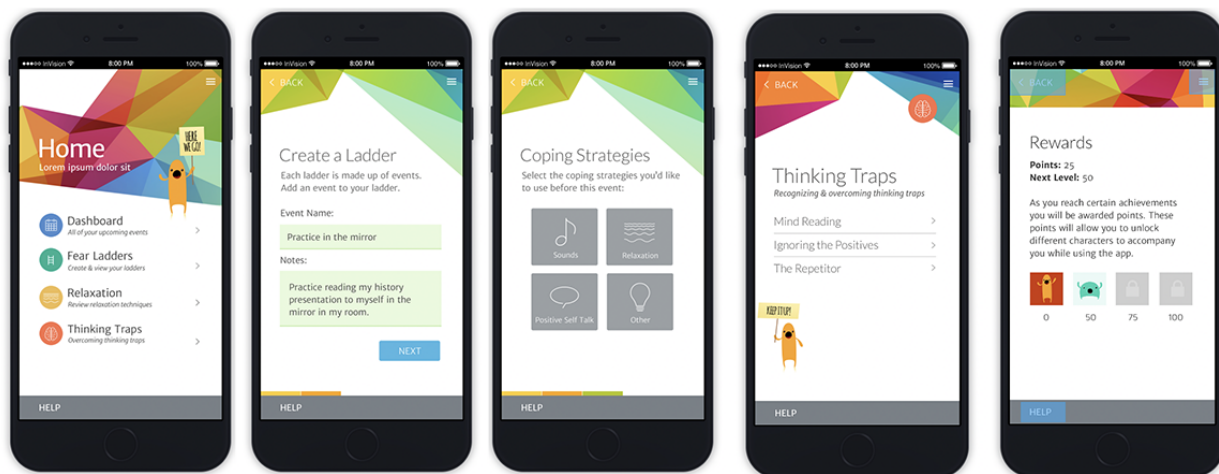 InVision 8:00 PM 100%
HERE
WE GO!
Home
Lorem ipsum dolor sit
Dashboard
All of your upcoming events
Fear Ladders
Create & view your ladders
Relaxation
Review relaxation techniques
Thinking Traps
Overcoming thinking traps
HELP
InVision 8:00 PM 100%
< BACK
Create a Ladder
Each ladder is made up of events.
Add an event to your ladder.
Event Name:
Practice in the mirror
Notes:
Practice reading my history
presentation to myself in the
mirror in my room.
NEXT
HELP
InVision 8:00 PM 100%
< BACK
Coping Strategies
Select the coping strategies you'd like
to use before this event:
Sounds
Relaxation
Positive Self Talk
Other
HELP
InVision 8:00 PM 100%
< BACK
Thinking Traps
Recognizing & overcoming thinking traps
Mind Reading
Ignoring the Positives
The Repetitor
KEEP IT UP!
HELP
InVision 8:00 PM 100%
< BACK
Rewards
Points: 25
Next Level: 50
As you reach certain achievements
you will be awarded points. These
points will allow you to unlock
different characters to accompany
you while using the app.
0 50 75 100
HELP